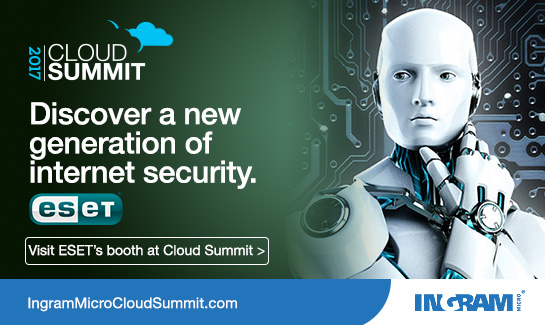 2017
CLOUD
SUMMIT
Discover a new
generation of
internet security.
eset
Visit ESET's booth at Cloud Summit >
IngramMicroCloudSummit.com
INGRAM
MICRO
®